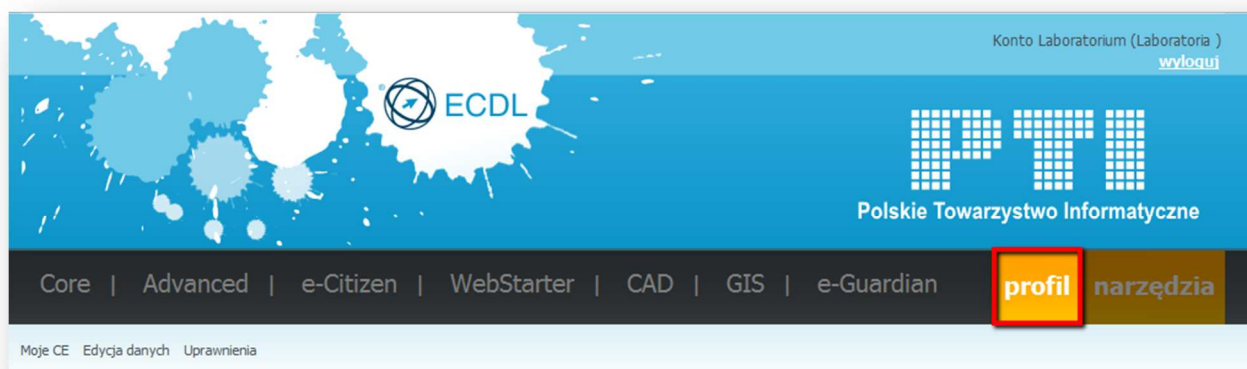 Konto Laboratorium (Laboratoria )
wyloguj
ECDL
PTI
Polskie Towarzystwo Informatyczne
Core | Advanced | e-Citizen | WebStarter | CAD | GIS | e-Guardian profil narzędzia
Moje CE Edycja danych Uprawnienia